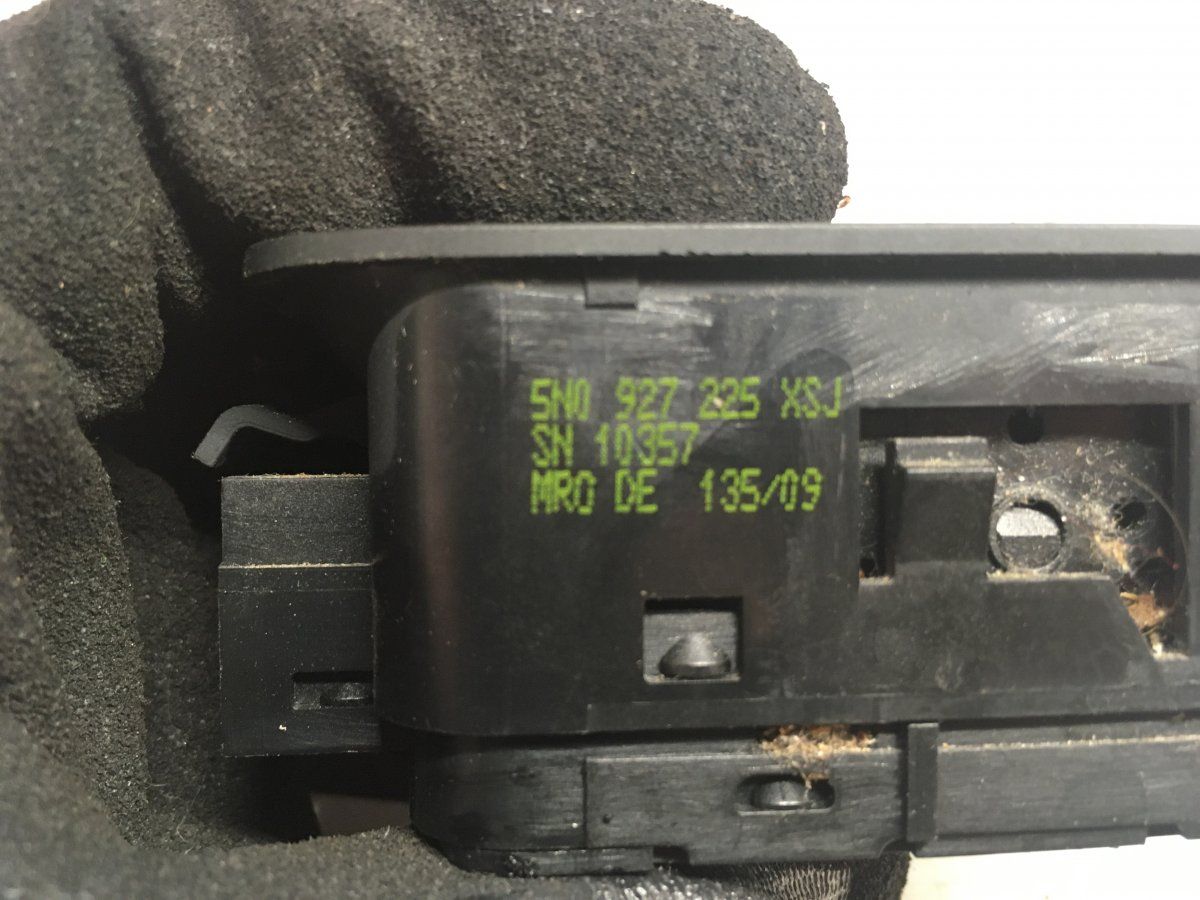 5N0 927 225 XSJ
SN 10357
MRO DE 135/09